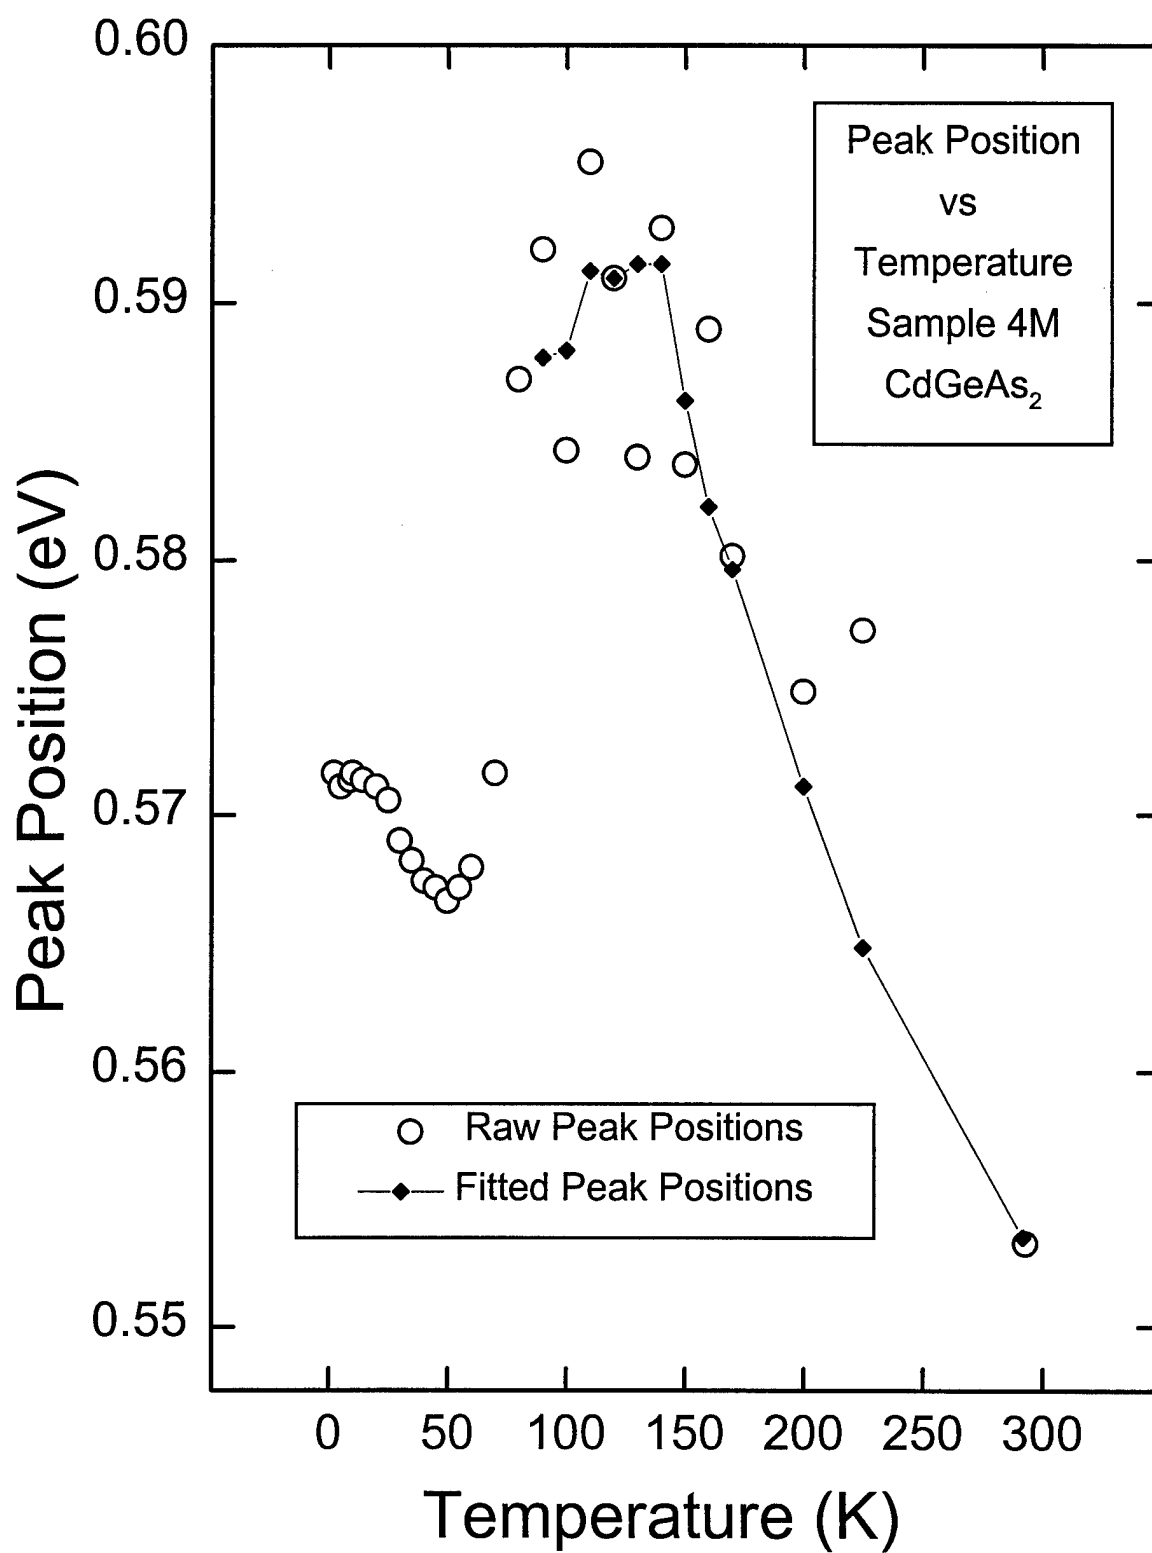 0.60
0.59
0.58
0.57
0.56
0.55
Peak Position (eV)
Peak Position
vs
Temperature
Sample 4M
CdGeAs₂
Raw Peak Positions
Fitted Peak Positions
0 50 100 150 200 250 300
Temperature (K)